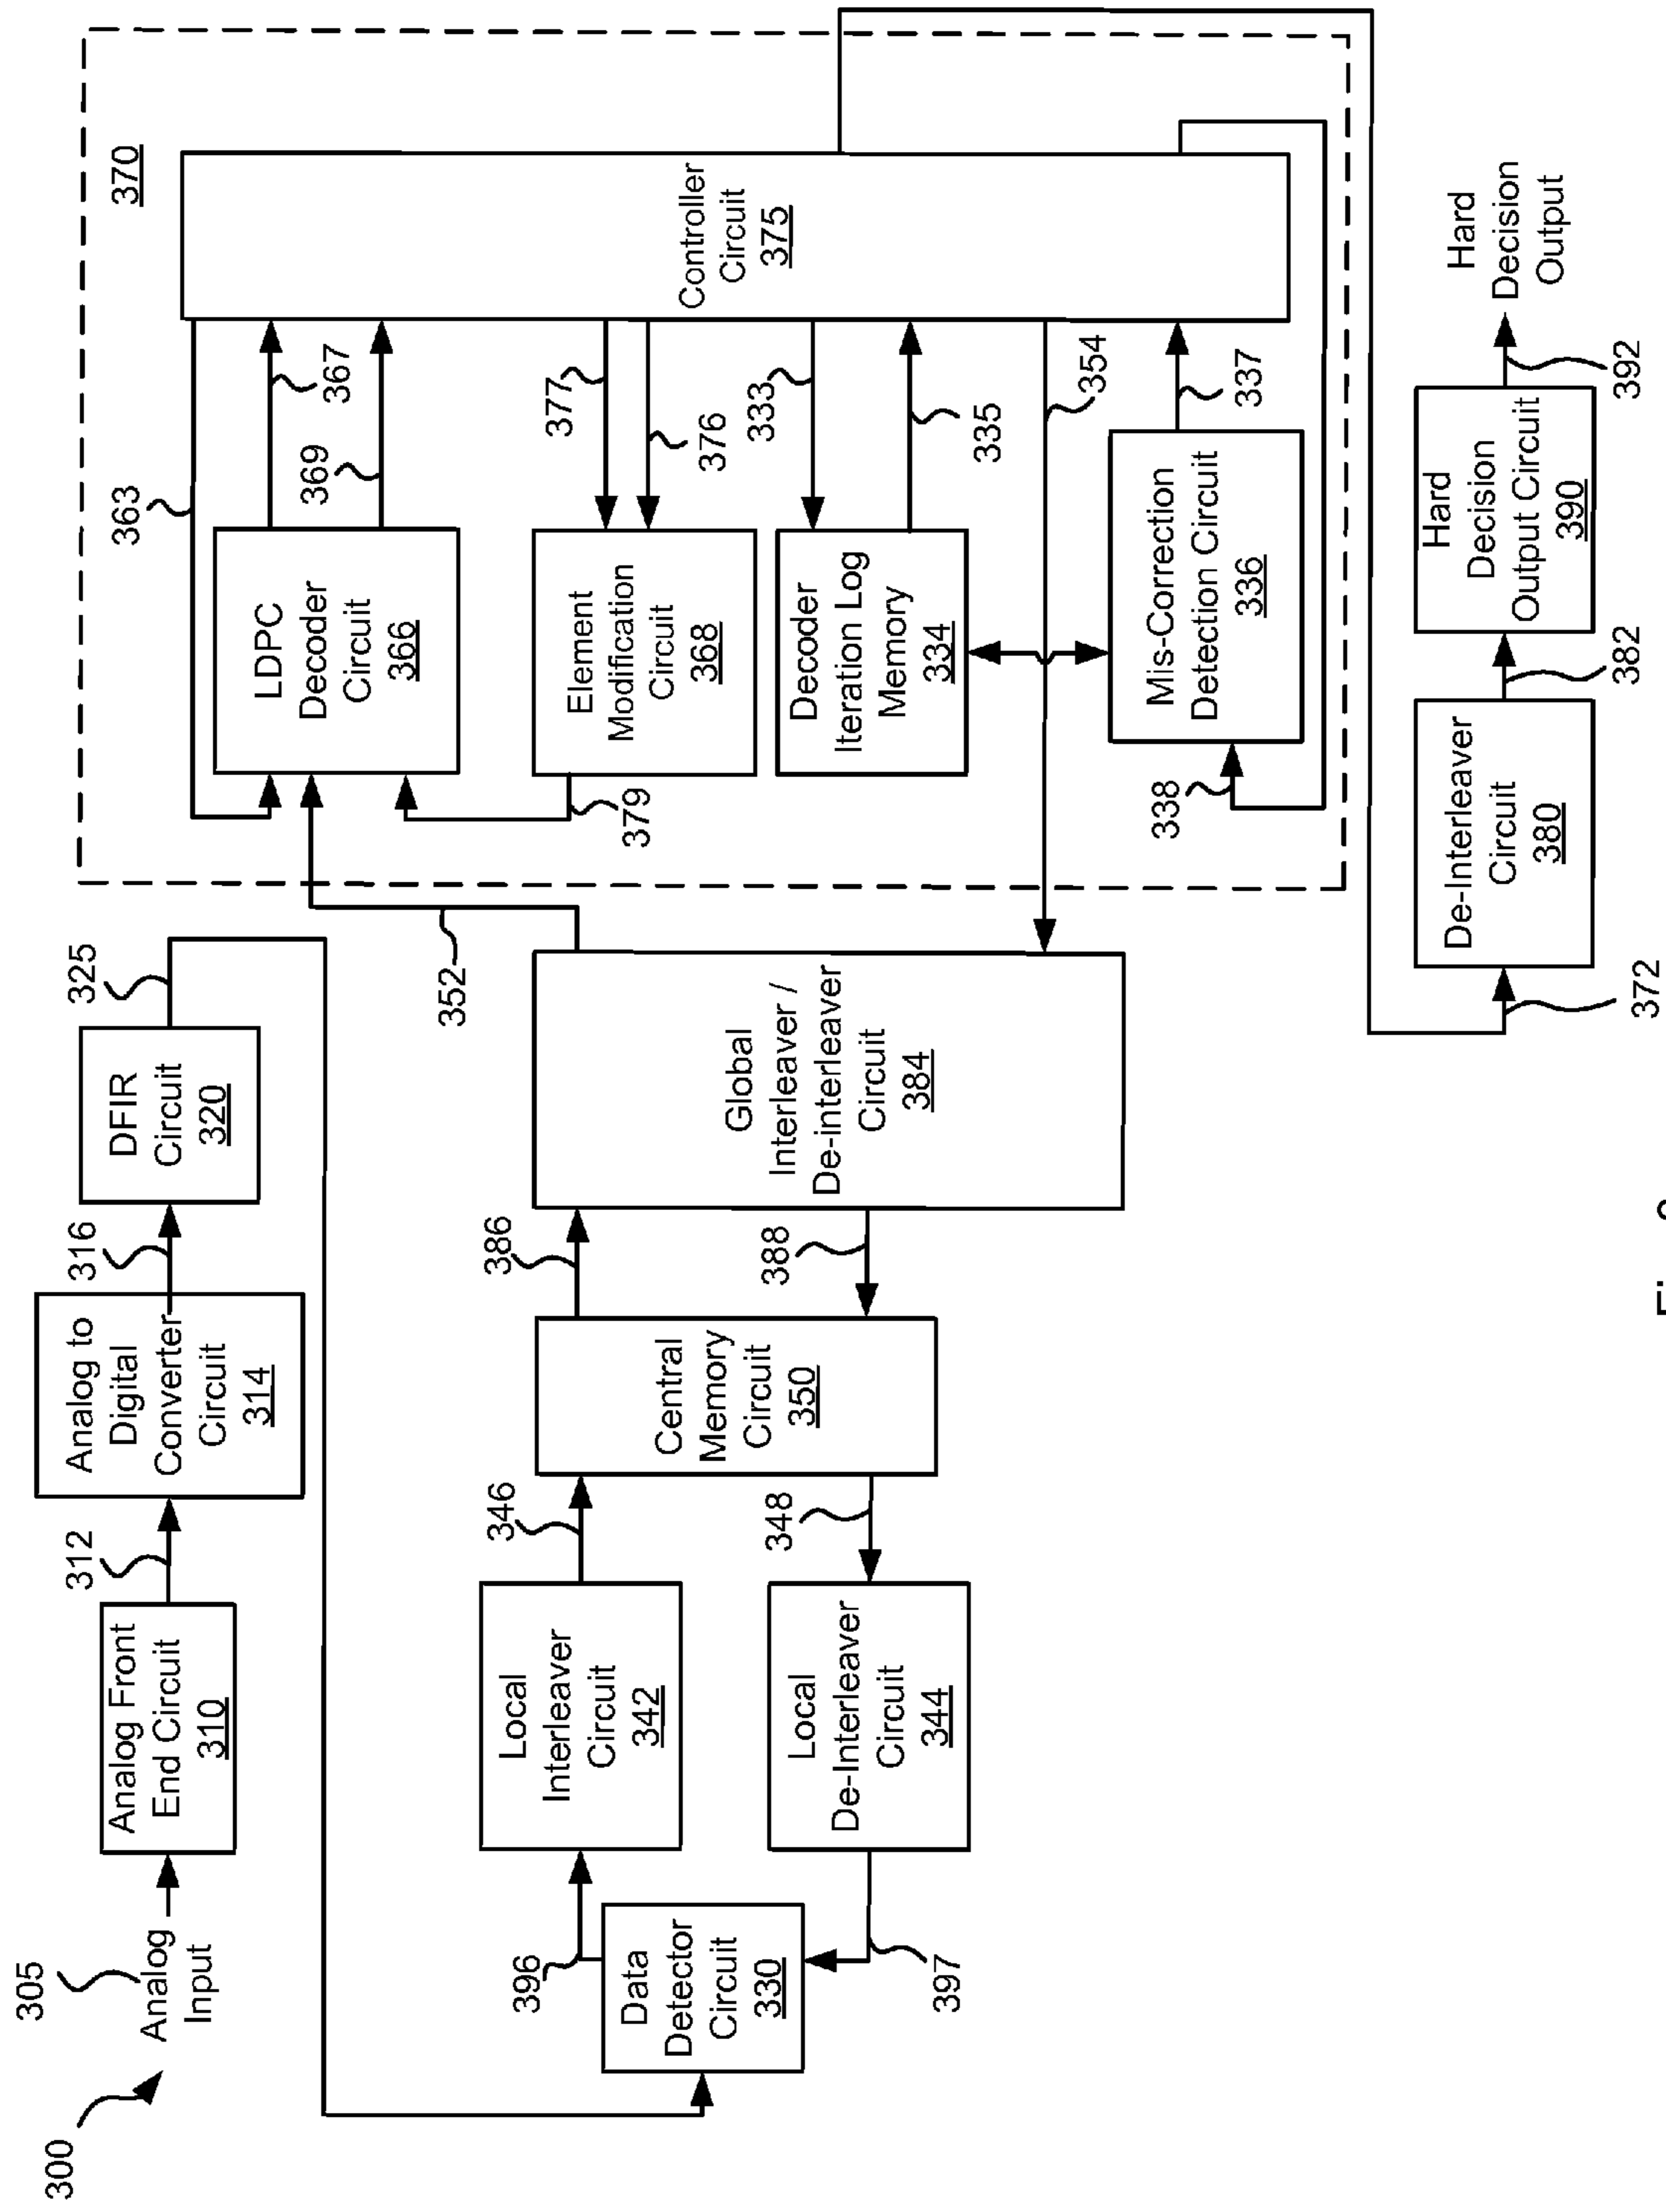 300
305
Analog
Input
Analog Front
End Circuit
310
312
Analog to
Digital
Converter
Circuit
314
316
DFIR
Circuit
320
325
370
363
LDPC
Decoder
Circuit
366
367
369
Element
Modification
Circuit
368
377
376
379
Decoder
Iteration Log
Memory
334
333
335
354
Mis-Correction
Detection Circuit
336
337
338
Controller
Circuit
375
352
Data
Detector
Circuit
330
396
397
Local
Interleaver
Circuit
342
346
Local
De-Interleaver
Circuit
344
348
Central
Memory
Circuit
350
386
388
Global
Interleaver /
De-interleaver
Circuit
384
372
De-Interleaver
Circuit
380
382
Hard
Decision
Output Circuit
390
392
Hard
Decision
Output